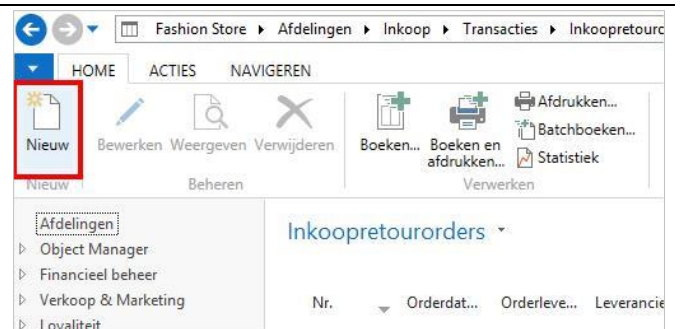 Fashion Store ▸ Afdelingen ▸ Inkoop ▸ Transacties ▸ Inkoopretouro
HOME ACTIES NAVIGEREN
Nieuw Bewerken Weergeven Verwijderen Boeken... Boeken en afdrukken... Afdrukken...
Batchboeken...
Statistiek
Nieuw Beheren Verwerken
Afdelingen
Object Manager
Financieel beheer
Verkoop & Marketing
Loyaliteit
Inkoopretourorders
Nr. Orderdat... Orderleve... Leverancie